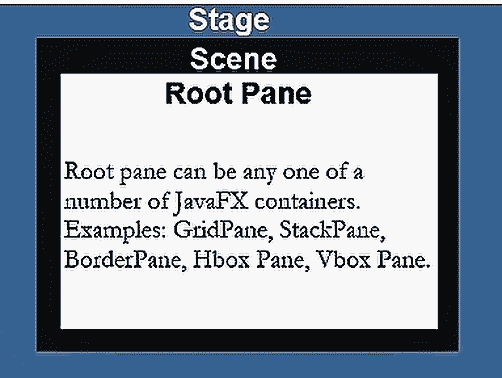 Stage
Scene
Root Pane
Root pane can be any one of a
number of JavaFX containers.
Examples: GridPane, StackPane,
BorderPane, Hbox Pane, Vbox Pane.